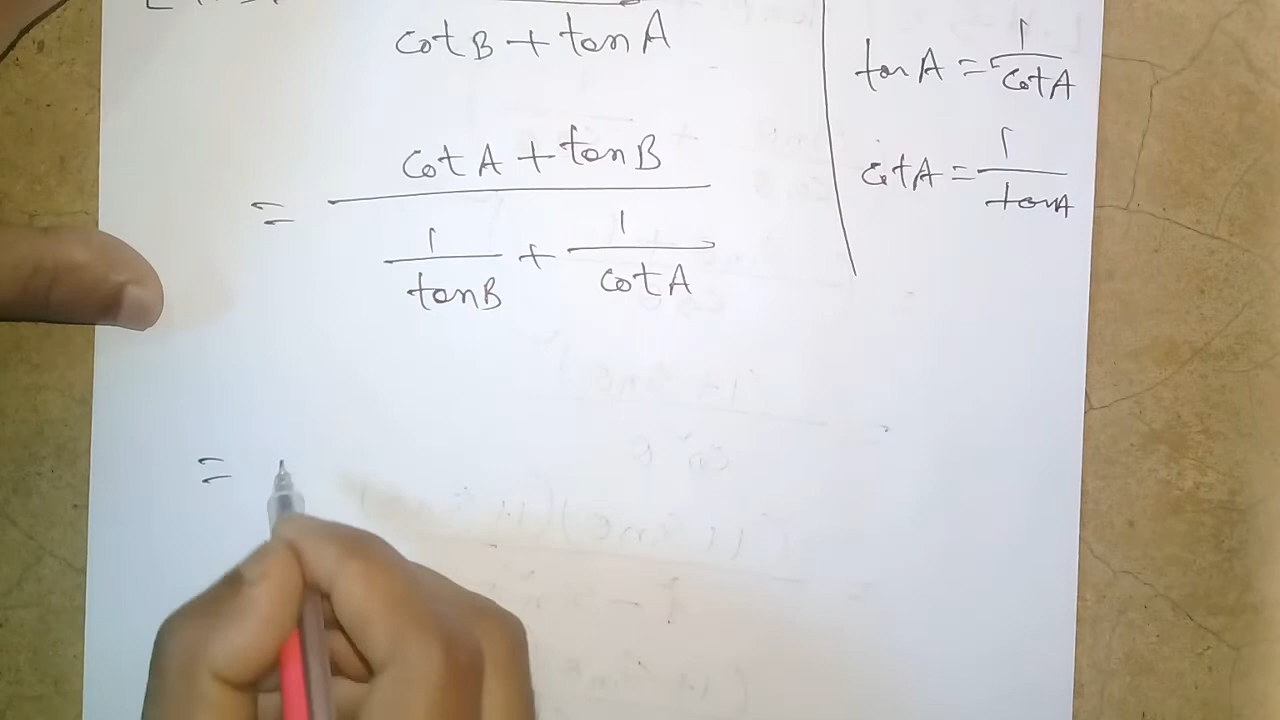 cot B + tan A
= cot A + tan B
1/tan B + 1/cot A
=
tan A = 1/cot A
cot A = 1/tan A